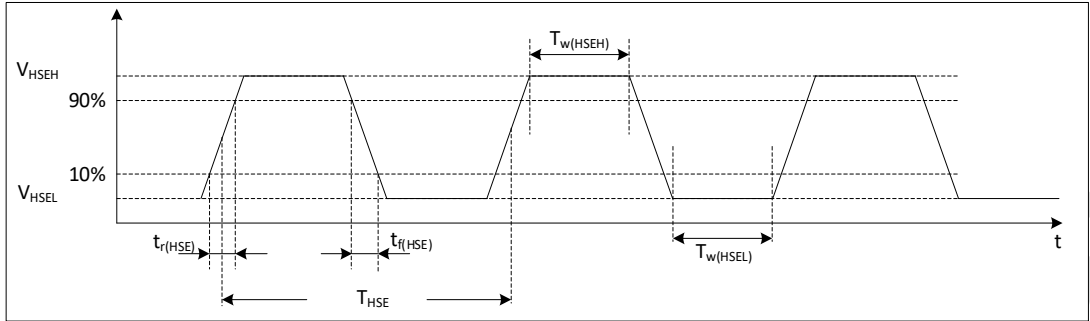 T_w(HSEH)
V_HSEH
90%
10%
V_HSEL
t_r(HSE)
t_f(HSE)
T_w(HSEL)
t
T_HSE